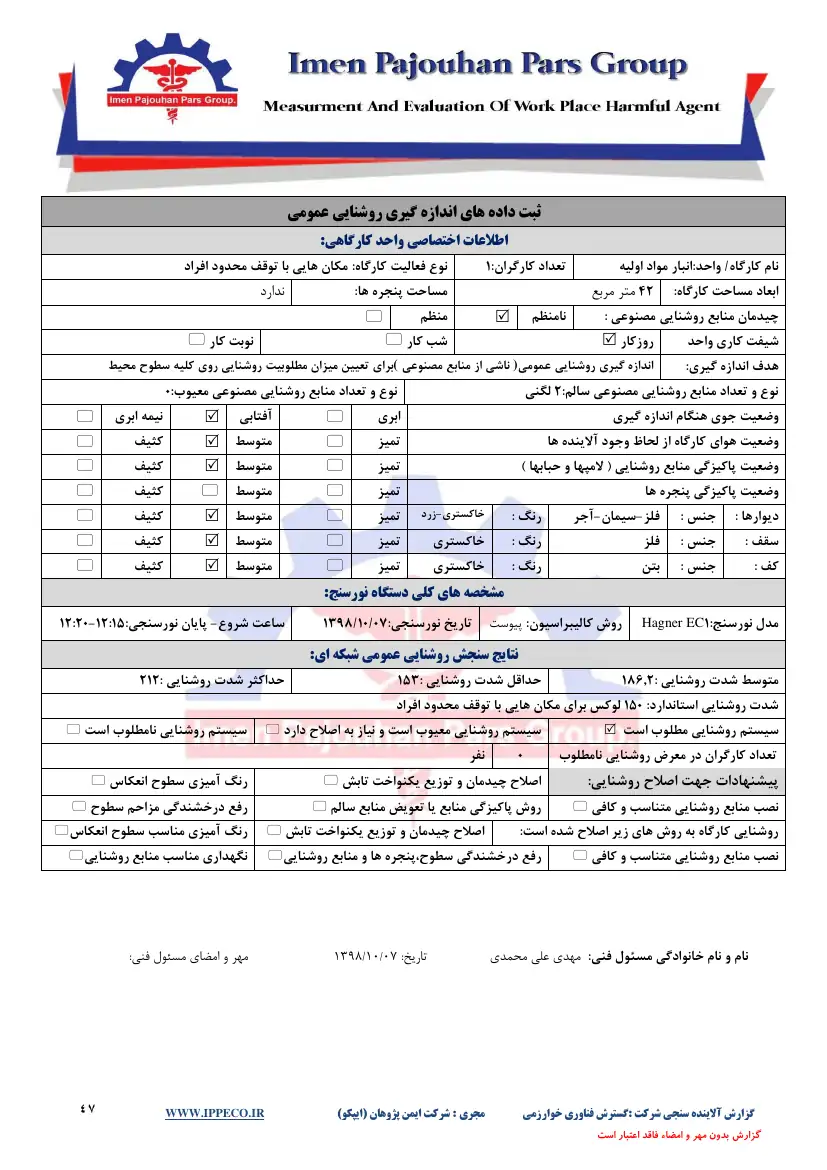 Imen Pajouhan Pars Group
Imen Pajouhan Pars Group.
Measurment And Evaluation Of Work Place Harmful Agent
ثبت داده های اندازه گیری روشنایی عمومی
اطلاعات اختصاصی واحد کارگاهی:
نام کارگاه/ واحد:انبار مواد اولیه تعداد کارگران:۱ نوع فعالیت کارگاه: مکان هایی با توقف محدود افراد
ابعاد مساحت کارگاه: ۴۲ متر مربع مساحت پنجره ها: ندارد
چیدمان منابع روشنایی مصنوعی : نامنظم ☑ منظم ☐
شیفت کاری واحد روزکار ☑ شب کار ☐ نوبت کار ☐
هدف اندازه گیری: اندازه گیری روشنایی عمومی( ناشی از منابع مصنوعی )برای تعیین میزان مطلوبیت روشنایی روی کلیه سطوح محیط
نوع و تعداد منابع روشنایی مصنوعی سالم:۲ لگنی نوع و تعداد منابع روشنایی مصنوعی معیوب:۰
وضعیت جوی هنگام اندازه گیری ابری ☐ آفتابی ☑ نیمه ابری ☐
وضعیت هوای کارگاه از لحاظ وجود آلاینده ها تمیز ☐ متوسط ☑ کثیف ☐
وضعیت پاکیزگی منابع روشنایی ( لامپها و حبابها ) تمیز ☐ متوسط ☑ کثیف ☐
وضعیت پاکیزگی پنجره ها تمیز ☐ متوسط ☐ کثیف ☐
دیوارها : جنس : فلز-سیمان-آجر رنگ : خاکستری-زرد تمیز ☐ متوسط ☑ کثیف ☐
سقف : جنس : فلز رنگ : خاکستری تمیز ☐ متوسط ☑ کثیف ☐
کف : جنس : بتن رنگ : خاکستری تمیز ☐ متوسط ☑ کثیف ☐
مشخصه های کلی دستگاه نورسنج:
مدل نورسنج:Hagner EC۱ روش کالیبراسیون: پیوست تاریخ نورسنجی:۱۳۹۸/۱۰/۰۷ ساعت شروع- پایان نورسنجی:۱۲:۱۵-۱۲:۲۰
نتایج سنجش روشنایی عمومی شبکه ای:
متوسط شدت روشنایی :۱۸۶,۲ حداقل شدت روشنایی :۱۵۳ حداکثر شدت روشنایی :۲۱۲
شدت روشنایی استاندارد: ۱۵۰ لوکس برای مکان هایی با توقف محدود افراد
سیستم روشنایی مطلوب است ☑ سیستم روشنایی معیوب است و نیاز به اصلاح دارد ☐ سیستم روشنایی نامطلوب است ☐
تعداد کارگران در معرض روشنایی نامطلوب ۰ نفر
پیشنهادات جهت اصلاح روشنایی: اصلاح چیدمان و توزیع یکنواخت تابش ☐ رنگ آمیزی سطوح انعکاس ☐
نصب منابع روشنایی متناسب و کافی ☐ روش پاکیزگی منابع یا تعویض منابع سالم ☐ رفع درخشندگی مزاحم سطوح ☐
روشنایی کارگاه به روش های زیر اصلاح شده است: اصلاح چیدمان و توزیع یکنواخت تابش ☐ رنگ آمیزی مناسب سطوح انعکاس ☐
نصب منابع روشنایی متناسب و کافی ☐ رفع درخشندگی سطوح،پنجره ها و منابع روشنایی ☐ نگهداری مناسب منابع روشنایی ☐
Imen Pajouhan Pars Group.
نام و نام خانوادگی مسئول فنی: مهدی علی محمدی تاریخ: ۱۳۹۸/۱۰/۰۷ مهر و امضای مسئول فنی:
گزارش آلاینده سنجی شرکت :گسترش فناوری خوارزمی مجری : شرکت ایمن پژوهان (ایپکو) WWW.IPPECO.IR ۴۷
گزارش بدون مهر و امضاء فاقد اعتبار است